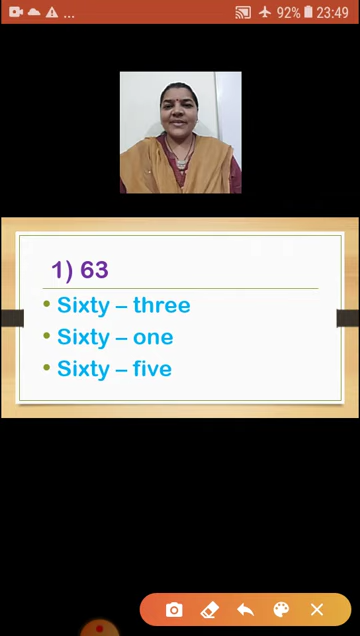 ... 92% 23:49
1) 63
• Sixty – three
• Sixty – one
• Sixty – five